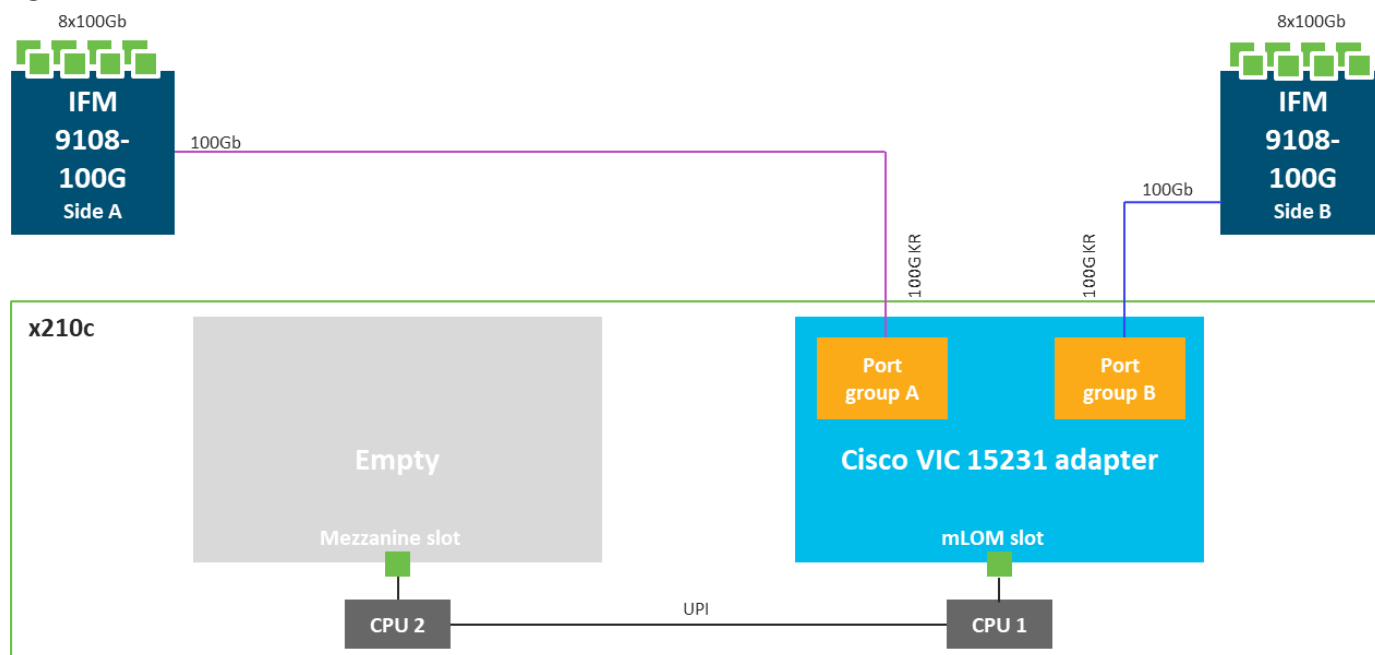 8x100Gb
8x100Gb
IFM
9108-
100G
Side A
IFM
9108-
100G
Side B
100Gb
100Gb
100G KR
100G KR
x210c
Port
group A
Port
group B
Empty
Cisco VIC 15231 adapter
Mezzanine slot
mLOM slot
CPU 2
UPI
CPU 1